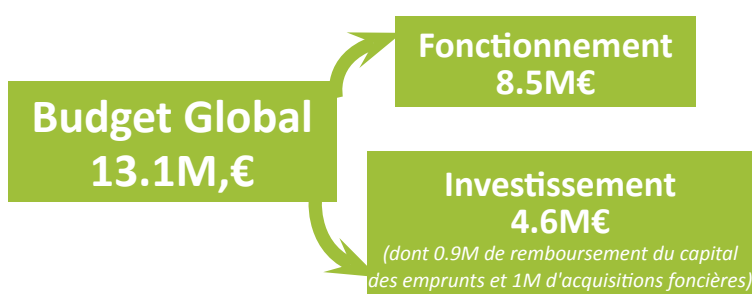 Budget Global
13.1M,€
Fonctionnement
8.5M€
Investissement
4.6M€
(dont 0.9M de remboursement du capital
des emprunts et 1M d'acquisitions foncières)